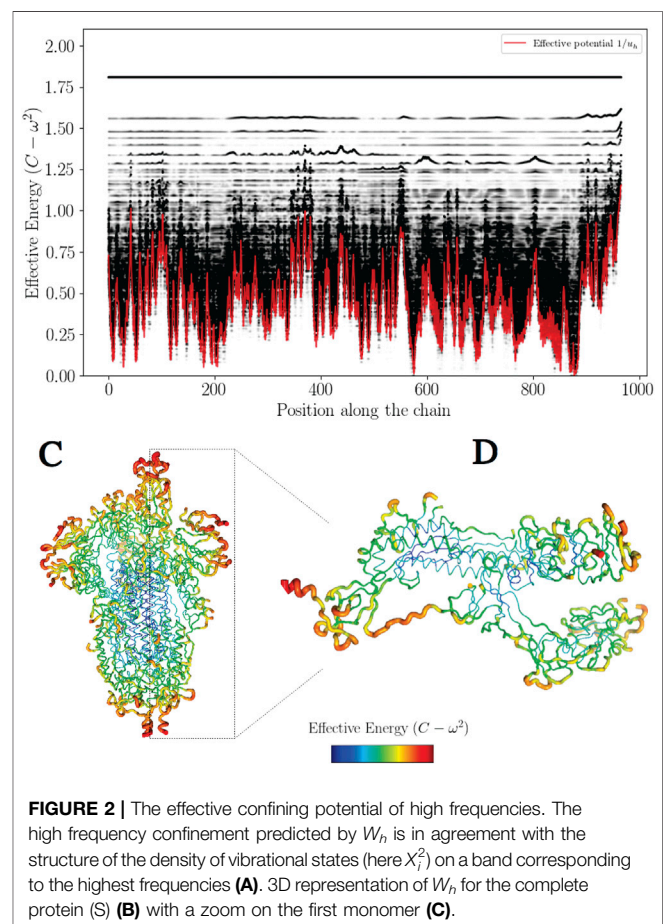 2.00
1.75
1.50
1.25
1.00
0.75
0.50
0.25
0.00
Effective Energy (C − ω²)
Effective potential 1/u_h
0
200
400
600
800
1000
Position along the chain
C
D
Effective Energy (C − ω²)
FIGURE 2 | The effective confining potential of high frequencies. The
high frequency confinement predicted by W_h is in agreement with the
structure of the density of vibrational states (here X_i^2) on a band corresponding
to the highest frequencies (A). 3D representation of W_h for the complete
protein (S) (B) with a zoom on the first monomer (C).